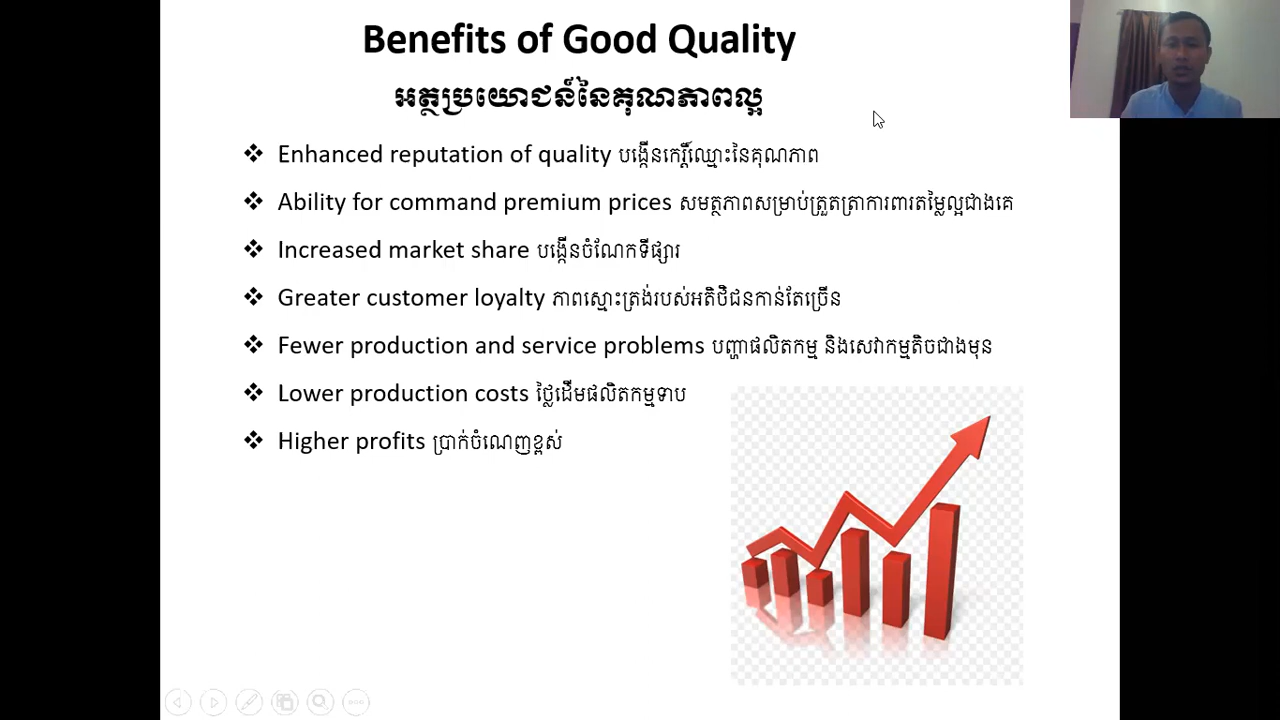 Benefits of Good Quality
អត្ថប្រយោជន៍នៃគុណភាពល្អ
❖ Enhanced reputation of quality បង្កើនកេរ្តិ៍ឈ្មោះនៃគុណភាព
❖ Ability for command premium prices សមត្ថភាពសម្រាប់ត្រួតត្រាការពារតម្លៃល្អជាងគេ
❖ Increased market share បង្កើនចំណែកទីផ្សារ
❖ Greater customer loyalty ភាពស្មោះត្រង់របស់អតិថិជនកាន់តែច្រើន
❖ Fewer production and service problems បញ្ហាផលិតកម្ម និងសេវាកម្មតិចជាងមុន
❖ Lower production costs ថ្លៃដើមផលិតកម្មទាប
❖ Higher profits ប្រាក់ចំណេញខ្ពស់